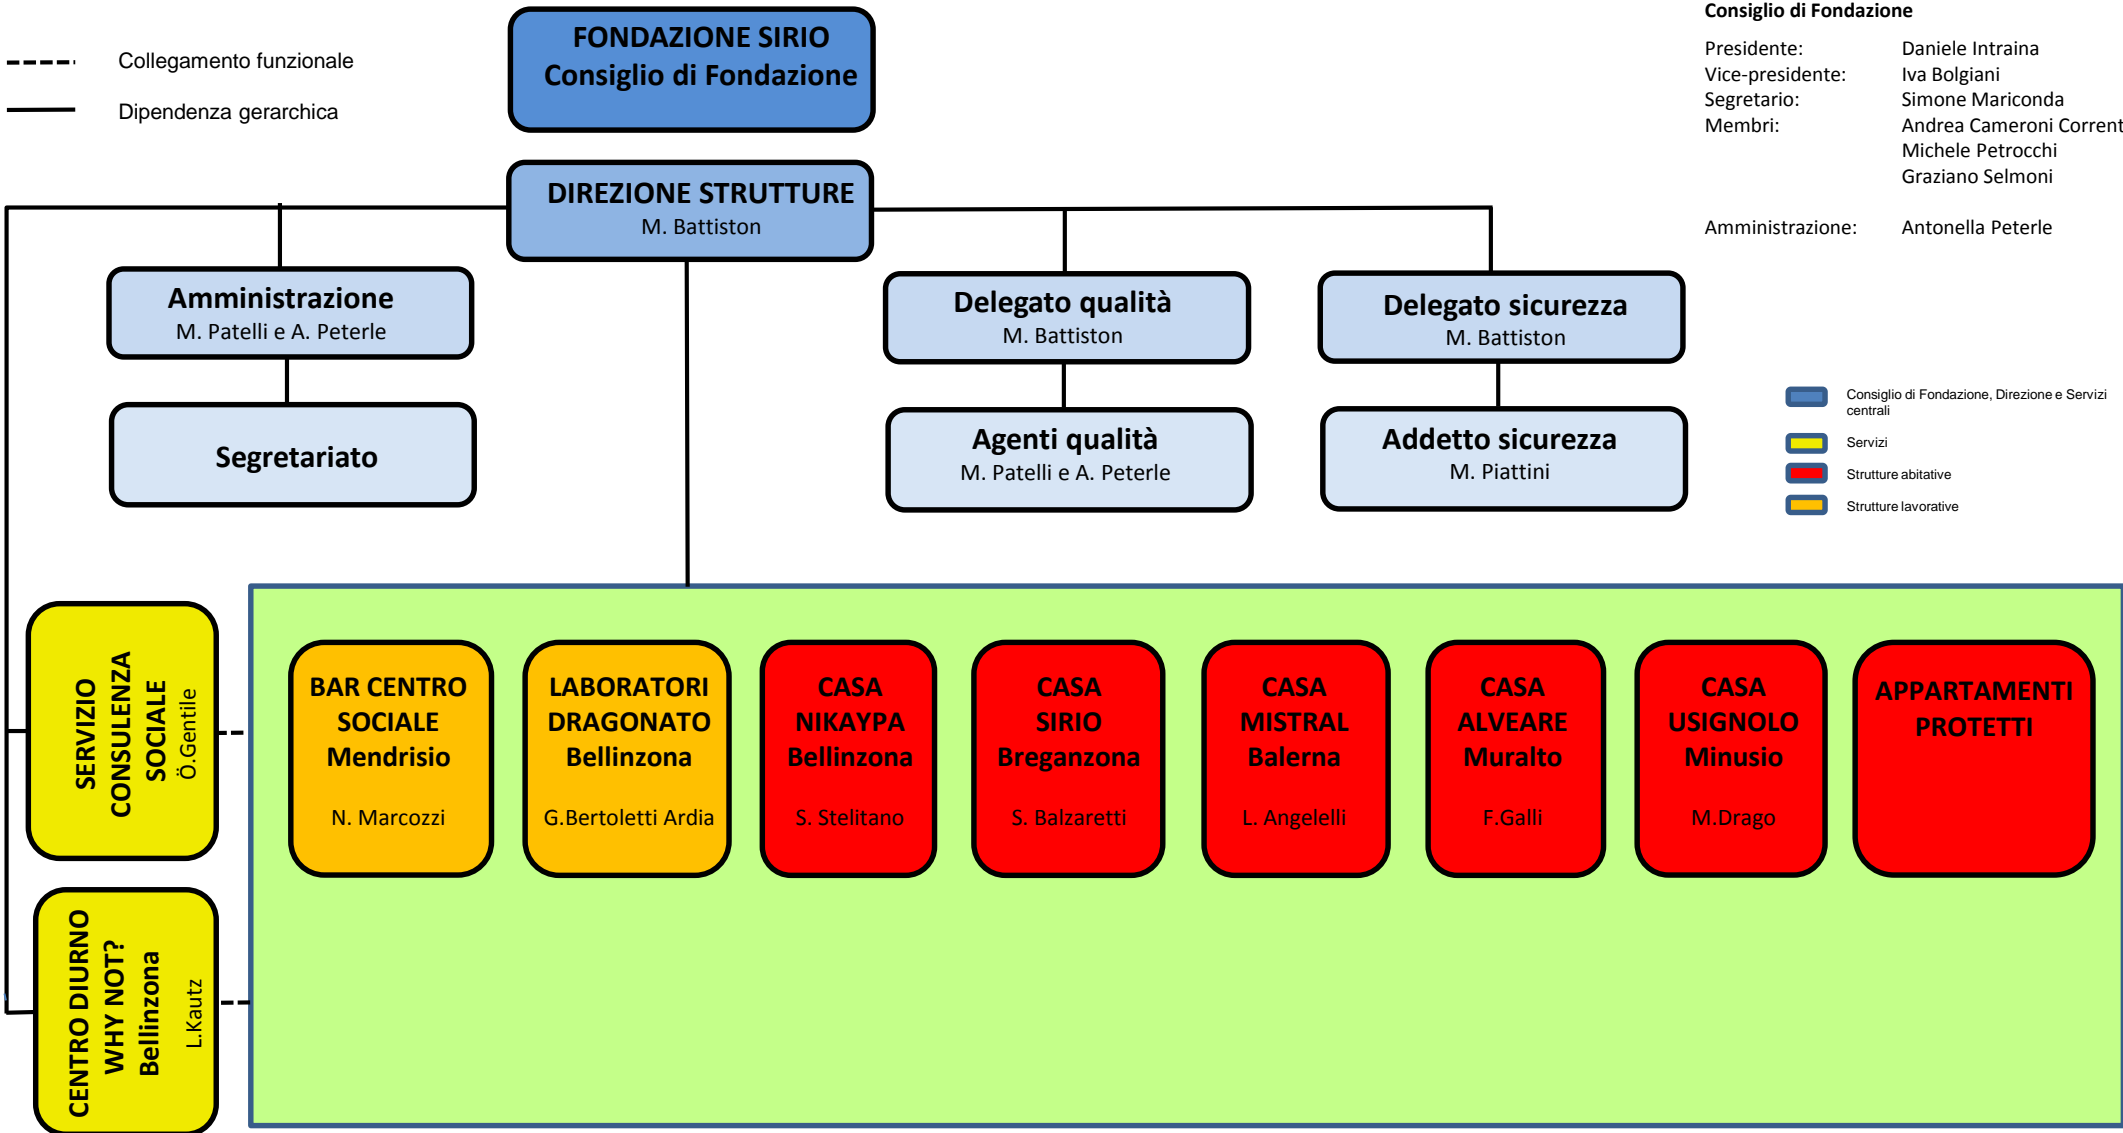 Collegamento funzionale
Dipendenza gerarchica
FONDAZIONE SIRIO
Consiglio di Fondazione
Consiglio di Fondazione
Presidente: Daniele Intraina
Vice-presidente: Iva Bolgiani
Segretario: Simone Mariconda
Membri: Andrea Cameroni Corrent
Michele Petrocchi
Graziano Selmoni
Amministrazione: Antonella Peterle
DIREZIONE STRUTTURE
M. Battiston
Amministrazione
M. Patelli e A. Peterle
Delegato qualità
M. Battiston
Delegato sicurezza
M. Battiston
Segretariato
Agenti qualità
M. Patelli e A. Peterle
Addetto sicurezza
M. Piattini
Consiglio di Fondazione, Direzione e Servizi
centrali
Servizi
Strutture abitative
Strutture lavorative
SERVIZIO
CONSULENZA
SOCIALE
Ö.Gentile
CENTRO DIURNO
WHY NOT?
Bellinzona
L.Kautz
BAR CENTRO
SOCIALE
Mendrisio
N. Marcozzi
LABORATORI
DRAGONATO
Bellinzona
G.Bertoletti Ardia
CASA
NIKAYPA
Bellinzona
S. Stelitano
CASA
SIRIO
Breganzona
S. Balzaretti
CASA
MISTRAL
Balerna
L. Angelelli
CASA
ALVEARE
Muralto
F.Galli
CASA
USIGNOLO
Minusio
M.Drago
APPARTAMENTI
PROTETTI